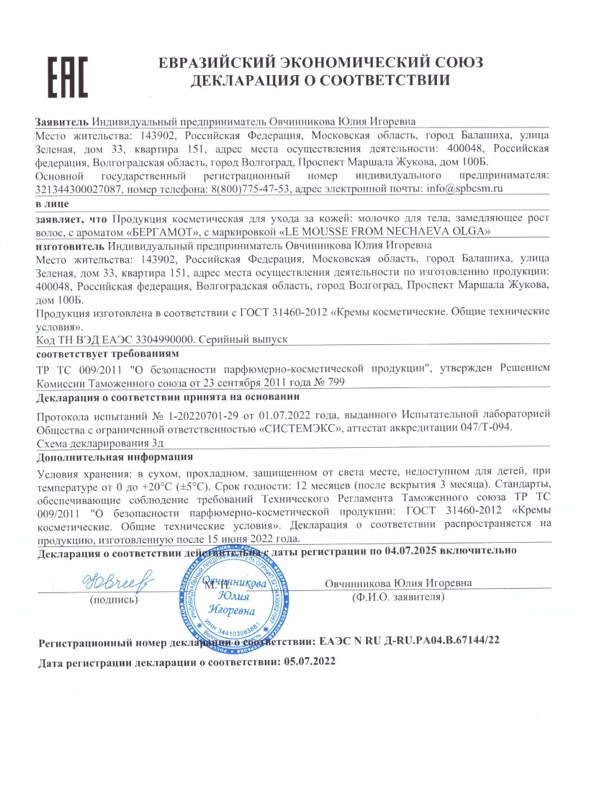 ЕАС
ЕВРАЗИЙСКИЙ ЭКОНОМИЧЕСКИЙ СОЮЗ
ДЕКЛАРАЦИЯ О СООТВЕТСТВИИ
Заявитель Индивидуальный предприниматель Овчинникова Юлия Игоревна
Место жительства: 143902, Российская Федерация, Московская область, город Балашиха, улица
Зеленая, дом 33, квартира 151, адрес места осуществления деятельности: 400048, Российская
федерация, Волгоградская область, город Волгоград, Проспект Маршала Жукова, дом 100Б.
Основной государственный регистрационный номер индивидуального предпринимателя:
321344300027087, номер телефона: 8(800)775-47-53, адрес электронной почты: info@spbcsm.ru
в лице
заявляет, что Продукция косметическая для ухода за кожей: молочко для тела, замедляющее рост
волос, с ароматом «БЕРГАМОТ», с маркировкой «LE MOUSSE FROM NECHAEVA OLGA»
изготовитель Индивидуальный предприниматель Овчинникова Юлия Игоревна
Место жительства: 143902, Российская Федерация, Московская область, город Балашиха, улица
Зеленая, дом 33, квартира 151, адрес места осуществления деятельности по изготовлению продукции:
400048, Российская федерация, Волгоградская область, город Волгоград, Проспект Маршала Жукова,
дом 100Б.
Продукция изготовлена в соответствии с ГОСТ 31460-2012 «Кремы косметические. Общие технические
условия».
Код ТН ВЭД ЕАЭС 3304990000. Серийный выпуск
соответствует требованиям
ТР ТС 009/2011 "О безопасности парфюмерно-косметической продукции", утвержден Решением
Комиссии Таможенного союза от 23 сентября 2011 года № 799
Декларация о соответствии принята на основании
Протокола испытаний № 1-20220701-29 от 01.07.2022 года, выданного Испытательной лабораторией
Общества с ограниченной ответственностью «СИСТЕМЭКС», аттестат аккредитации 047/Т-094.
Схема декларирования 3д
Дополнительная информация
Условия хранения: в сухом, прохладном, защищенном от света месте, недоступном для детей, при
температуре от 0 до +20°С (±5°С). Срок годности: 12 месяцев (после вскрытия 3 месяца). Стандарты,
обеспечивающие соблюдение требований Технического Регламента Таможенного союза ТР ТС
009/2011 "О безопасности парфюмерно-косметической продукции: ГОСТ 31460-2012 «Кремы
косметические. Общие технические условия». Декларация о соответствии распространяется на
продукцию, изготовленную после 15 июня 2022 года.
Декларация о соответствии действительна с даты регистрации по 04.07.2025 включительно
М.П.
Овчинникова Юлия Игоревна
(подпись)
(Ф.И.О. заявителя)
Овчинникова
Юлия
Игоревна
Регистрационный номер декларации о соответствии: ЕАЭС N RU Д-RU.РА04.В.67144/22
Дата регистрации декларации о соответствии: 05.07.2022